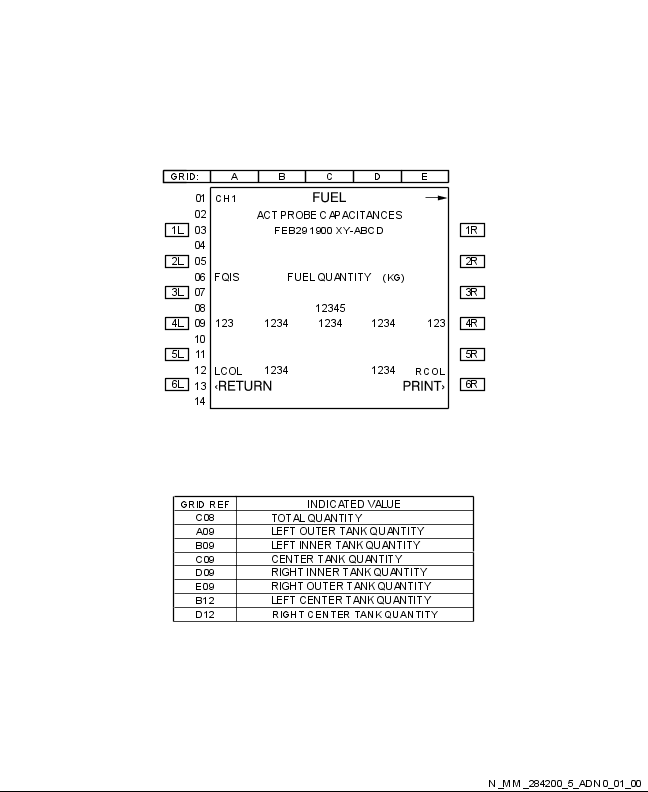 GRID: A B C D E
01 CH1 FUEL →
02 ACT PROBE CAPACITANCES
1L 03 FEB291900 XY-ABCD 1R
04
2L 05 2R
06 FQIS FUEL QUANTITY (KG)
3L 07 3R
08 12345
4L 09 123 1234 1234 1234 123 4R
10
5L 11 5R
12 LCOL 1234 1234 RCOL
6L 13 ‹RETURN PRINT› 6R
14
GRID REF INDICATED VALUE
C08 TOTAL QUANTITY
A09 LEFT OUTER TANK QUANTITY
B09 LEFT INNER TANK QUANTITY
C09 CENTER TANK QUANTITY
D09 RIGHT INNER TANK QUANTITY
E09 RIGHT OUTER TANK QUANTITY
B12 LEFT CENTER TANK QUANTITY
D12 RIGHT CENTER TANK QUANTITY
N_MM_284200_5_ADN0_01_00